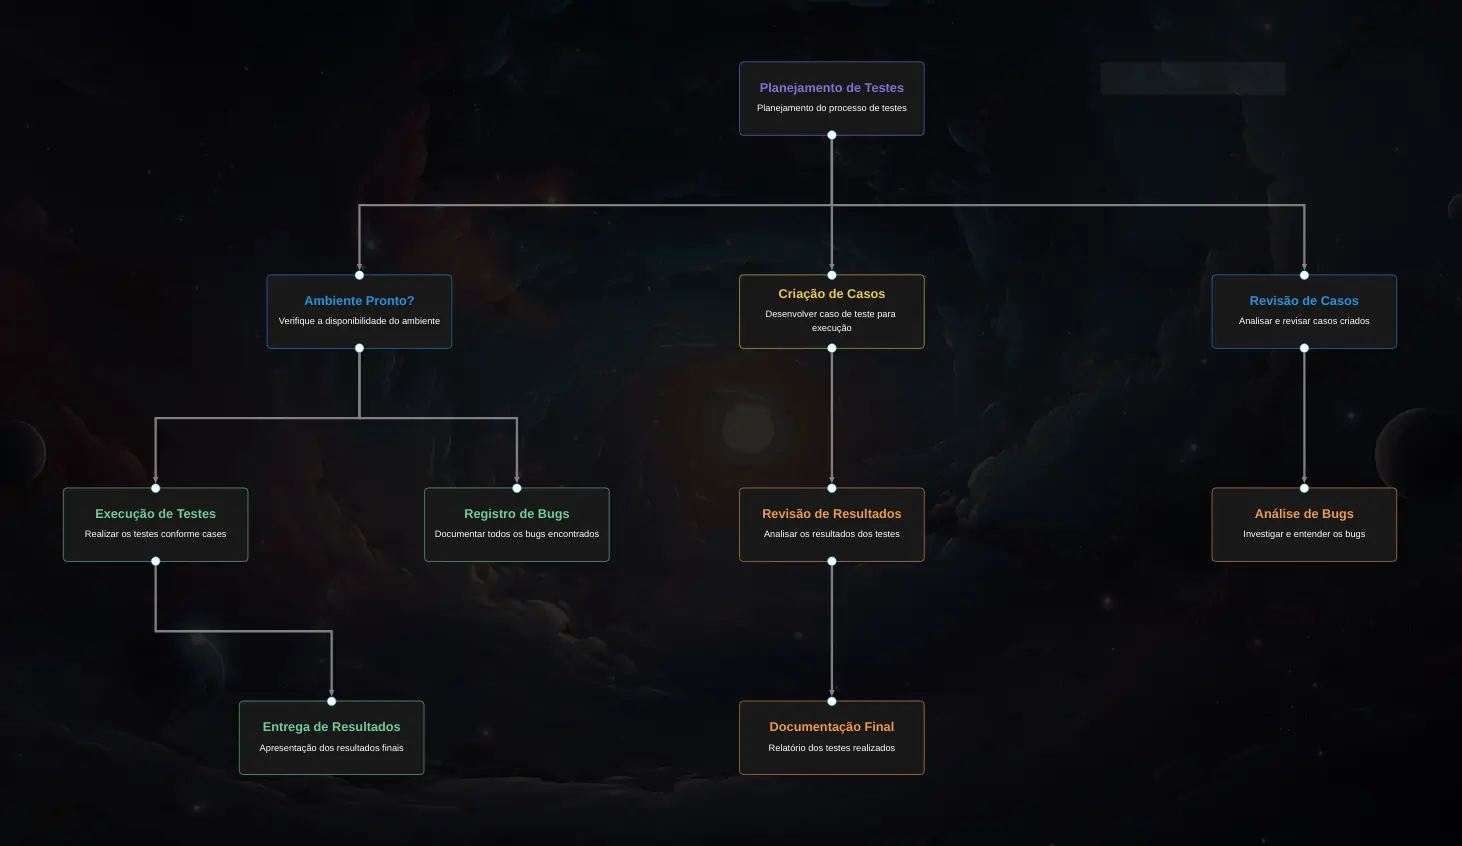 Planejamento de Testes
Planejamento do processo de testes
Ambiente Pronto?
Verifique a disponibilidade do ambiente
Criação de Casos
Desenvolver caso de teste para
execução
Revisão de Casos
Analisar e revisar casos criados
Execução de Testes
Realizar os testes conforme cases
Registro de Bugs
Documentar todos os bugs encontrados
Revisão de Resultados
Analisar os resultados dos testes
Análise de Bugs
Investigar e entender os bugs
Entrega de Resultados
Apresentação dos resultados finais
Documentação Final
Relatório dos testes realizados